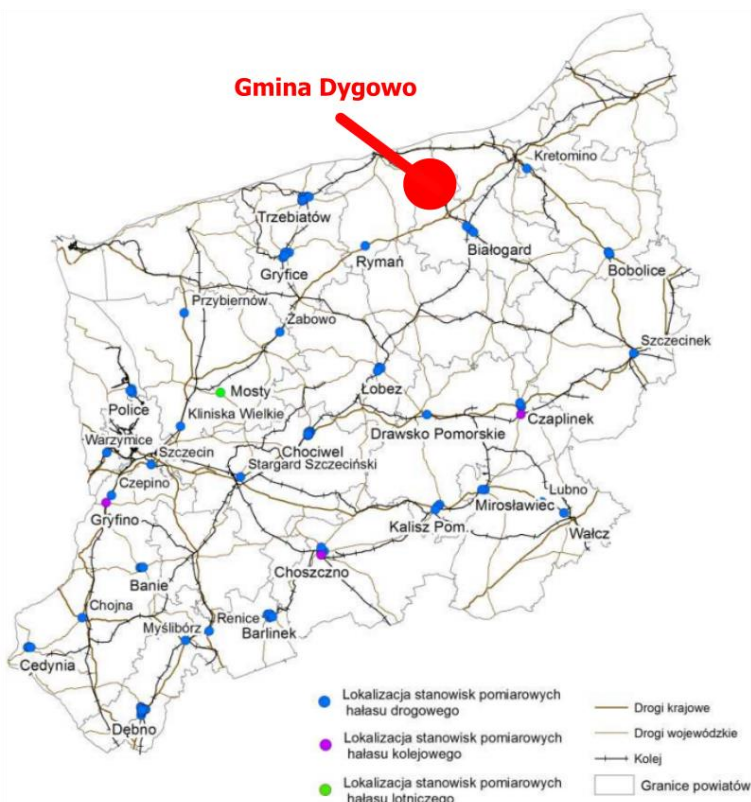 Gmina Dygowo
Kretomino
Trzebiatów
Białogard
Rymań
Gryfice
Bobolice
Przybiernów
Żabowo
Szczecinek
Łobez
Mosty
Police
Kliniska Wielkie
Czaplinek
Drawsko Pomorskie
Chociwel
Warzymice
Szczecin
Stargard Szczeciński
Czepino
Lubno
Mirosławiec
Gryfino
Kalisz Pom.
Wałcz
Choszczno
Banie
Chojna
Renice
Myślibórz
Barlinek
Cedynia
Dębno
Lokalizacja stanowisk pomiarowych
hałasu drogowego
Lokalizacja stanowisk pomiarowych
hałasu kolejowego
Lokalizacja stanowisk pomiarowych
hałasu lotniczego
Drogi krajowe
Drogi wojewódzkie
Kolej
Granice powiatów